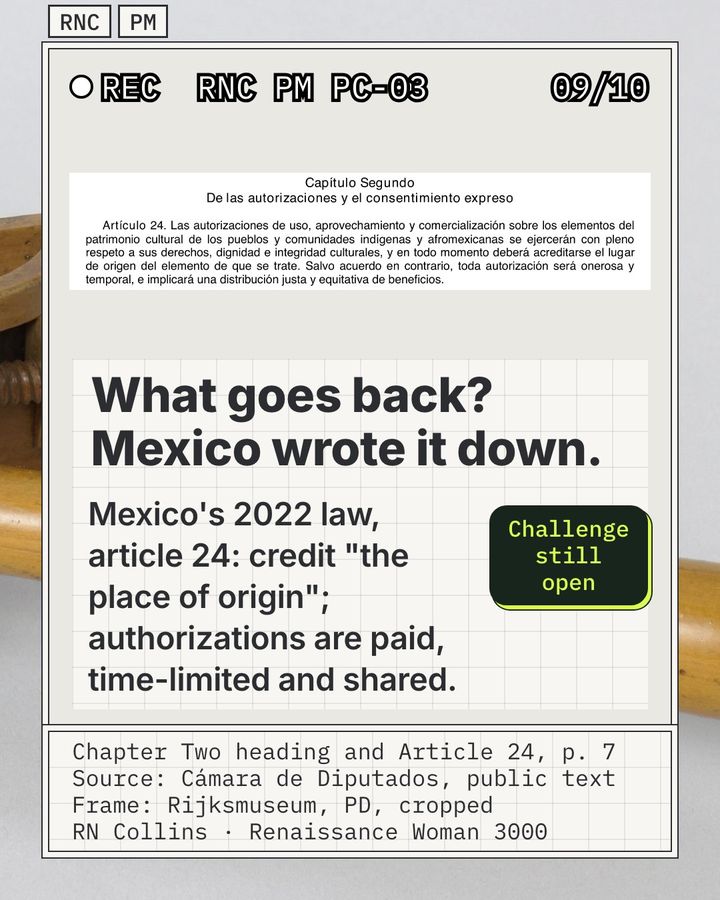 RNC PM
REC RNC PM PC-03 09/10
Capítulo Segundo
De las autorizaciones y el consentimiento expreso
Artículo 24. Las autorizaciones de uso, aprovechamiento y comercialización sobre los elementos del
patrimonio cultural de los pueblos y comunidades indígenas y afromexicanas se ejercerán con pleno
respeto a sus derechos, dignidad e integridad culturales, y en todo momento deberá acreditarse el lugar
de origen del elemento de que se trate. Salvo acuerdo en contrario, toda autorización será onerosa y
temporal, e implicará una distribución justa y equitativa de beneficios.
What goes back?
Mexico wrote it down.
Mexico's 2022 law,
article 24: credit "the
place of origin";
authorizations are paid,
time-limited and shared.
Challenge
still
open
Chapter Two heading and Article 24, p. 7
Source: Cámara de Diputados, public text
Frame: Rijksmuseum, PD, cropped
RN Collins · Renaissance Woman 3000